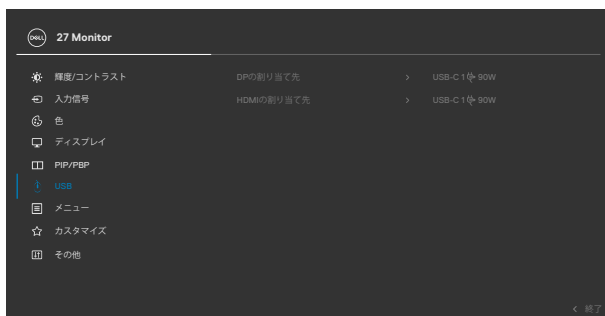 DELL
27 Monitor
輝度/コントラスト
DPの割り当て先 > USB-C 1 90W
入力信号
HDMIの割り当て先 > USB-C 1 90W
色
ディスプレイ
PIP/PBP
USB
メニュー
カスタマイズ
その他
< 終了